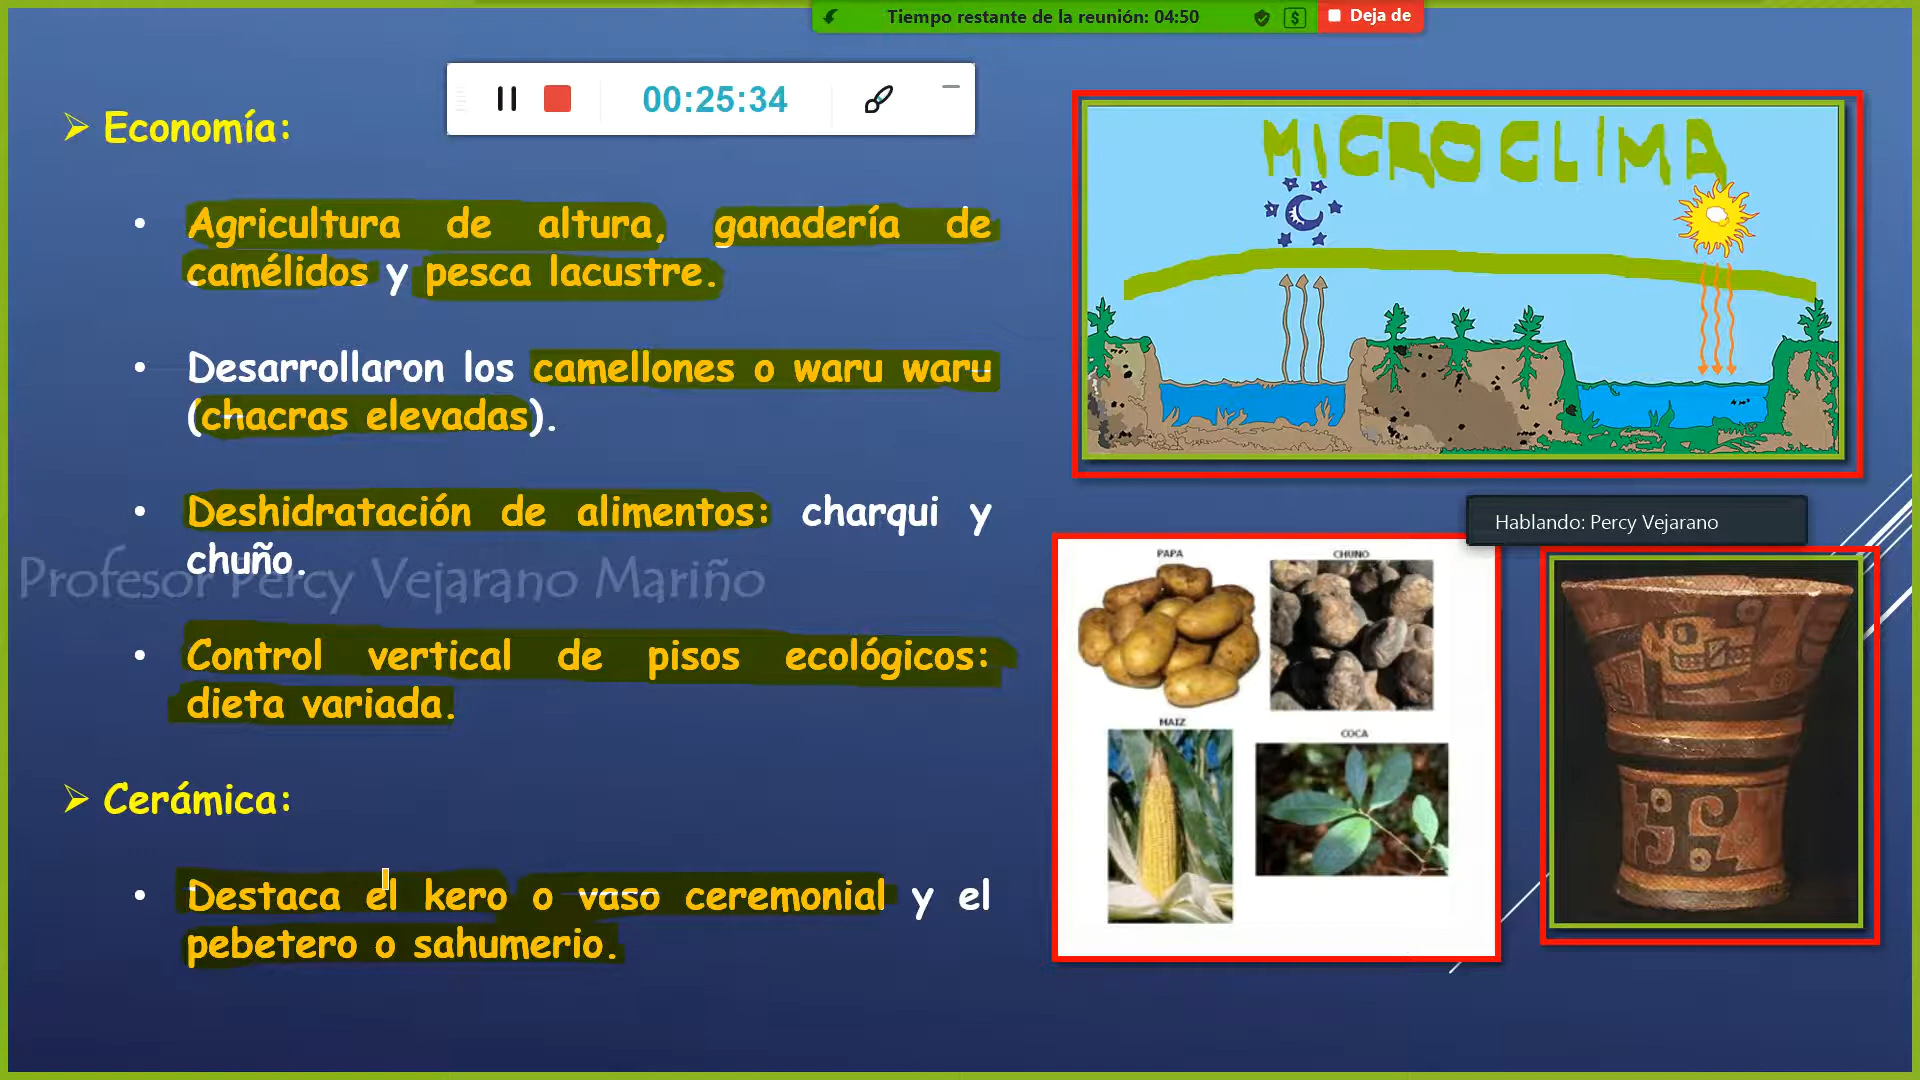 Tiempo restante de la reunión: 04:50
Deja de
00:25:34
Economía:
Agricultura de altura, ganadería de
camélidos y pesca lacustre.
Desarrollaron los camellones o waru waru
(chacras elevadas).
Deshidratación de alimentos: charqui y
chuño.
Profesor Percy Vejarano Mariño
Control vertical de pisos ecológicos:
dieta variada.
Cerámica:
Destaca el kero o vaso ceremonial y el
pebetero o sahumerio.
MICROCLIMA
Hablando: Percy Vejarano
PAPA
CHUNO
MAIZ
COCA